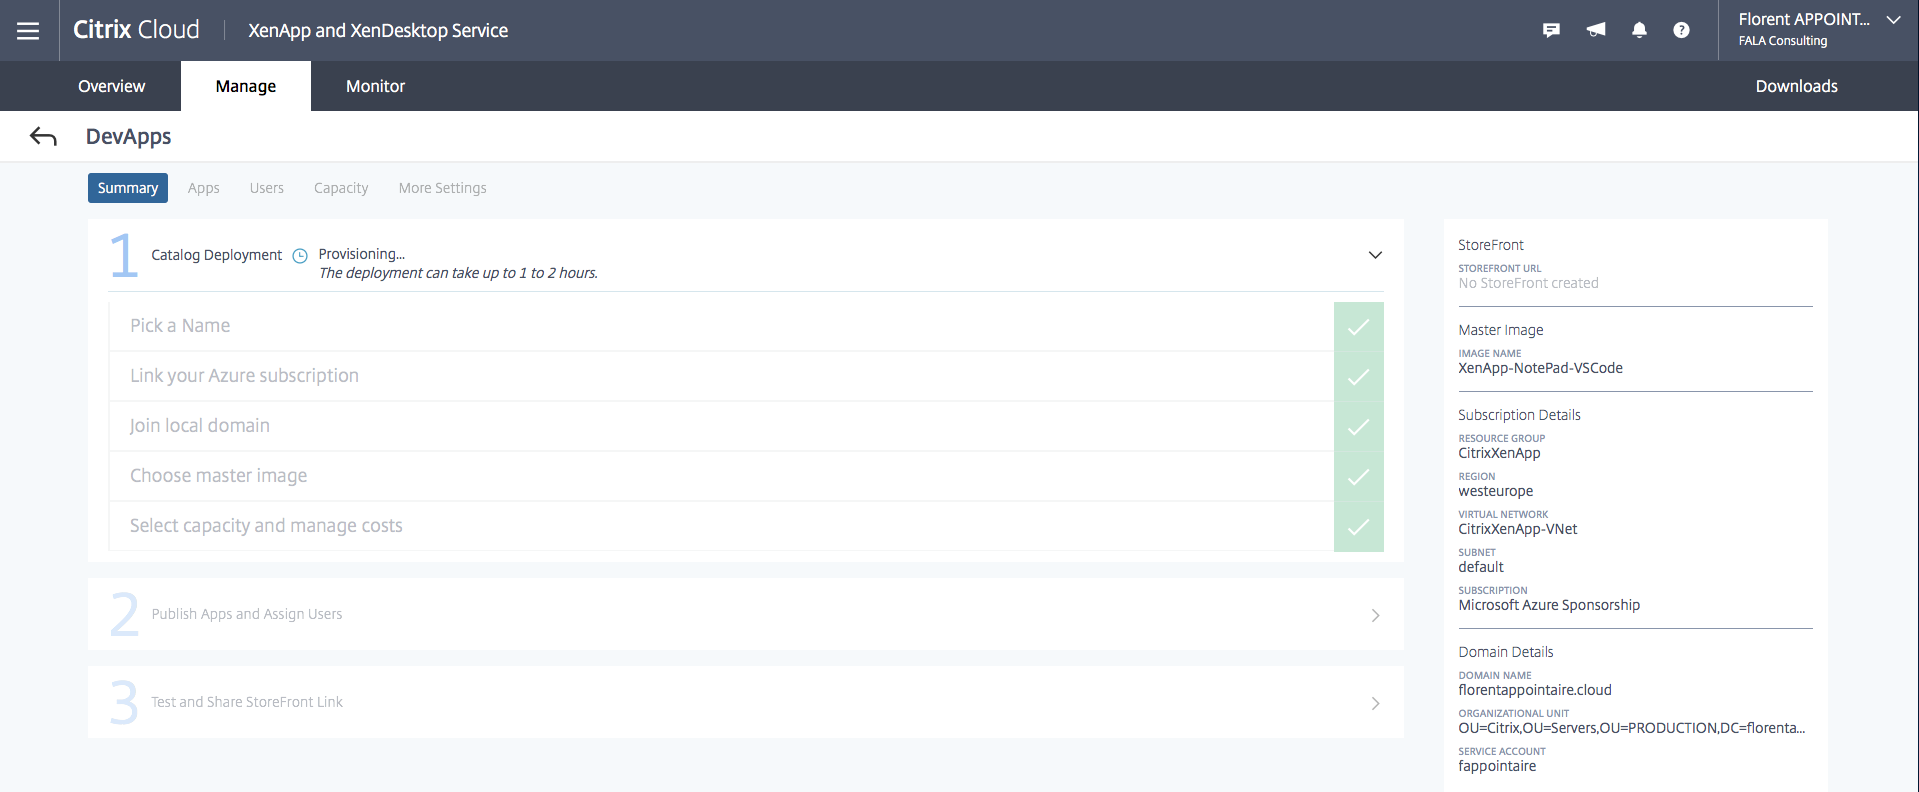 Citrix Cloud
XenApp and XenDesktop Service
Florent APPOINT...
FALA Consulting
Overview
Manage
Monitor
Downloads
DevApps
Summary
Apps
Users
Capacity
More Settings
1
Catalog Deployment
Provisioning...
The deployment can take up to 1 to 2 hours.
Pick a Name
Link your Azure subscription
Join local domain
Choose master image
Select capacity and manage costs
2
Publish Apps and Assign Users
3
Test and Share StoreFront Link
StoreFront
STOREFRONT URL
No StoreFront created
Master Image
IMAGE NAME
XenApp-NotePad-VSCode
Subscription Details
RESOURCE GROUP
CitrixXenApp
REGION
westeurope
VIRTUAL NETWORK
CitrixXenApp-VNet
SUBNET
default
SUBSCRIPTION
Microsoft Azure Sponsorship
Domain Details
DOMAIN NAME
florentappointaire.cloud
ORGANIZATIONAL UNIT
OU=Citrix,OU=Servers,OU=PRODUCTION,DC=florenta...
SERVICE ACCOUNT
fappointaire